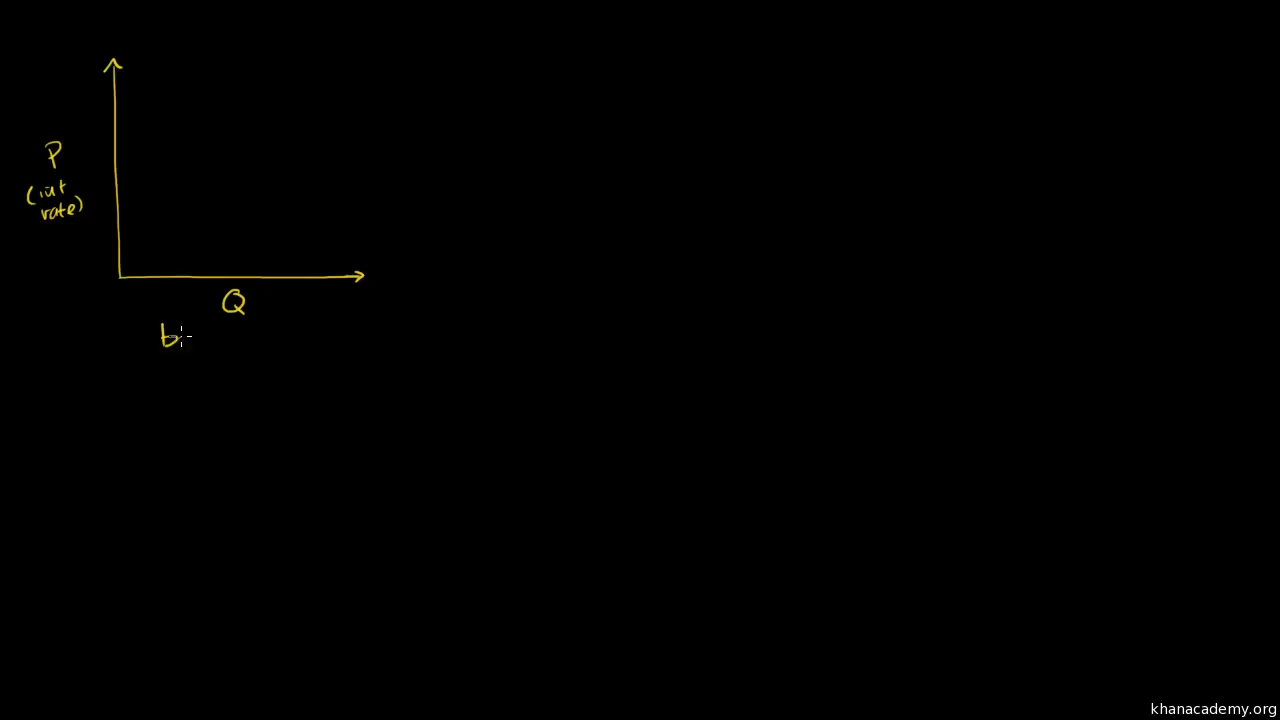 P
(int
rate)
Q
b
khanacademy.org